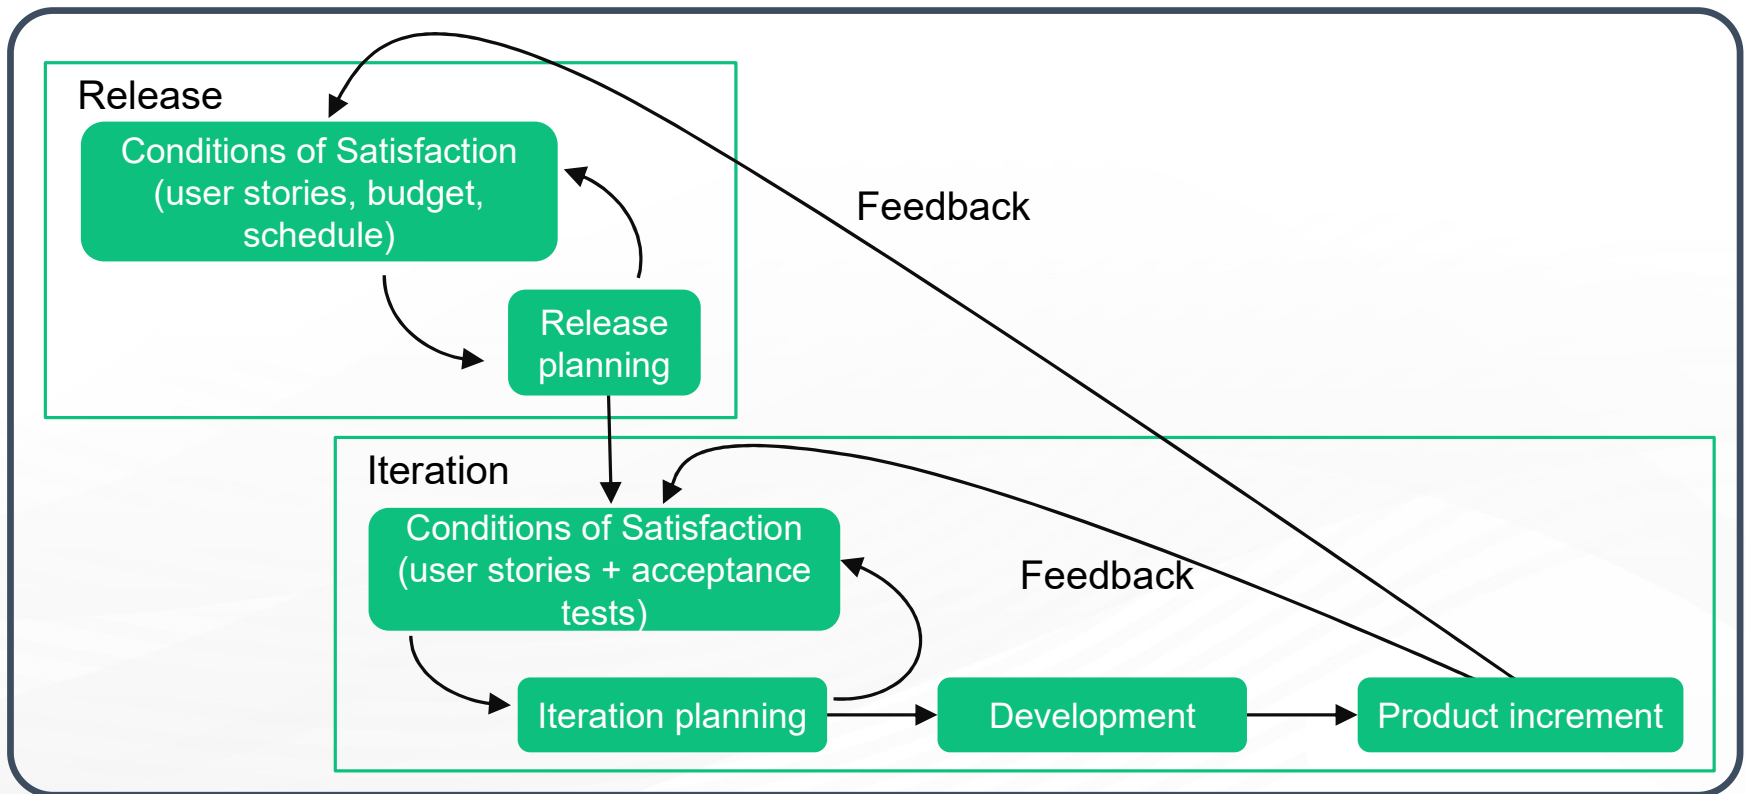 Release
Conditions of Satisfaction
(user stories, budget,
schedule)
Feedback
Release
planning
Iteration
Conditions of Satisfaction
(user stories + acceptance
tests)
Feedback
Iteration planning
Development
Product increment